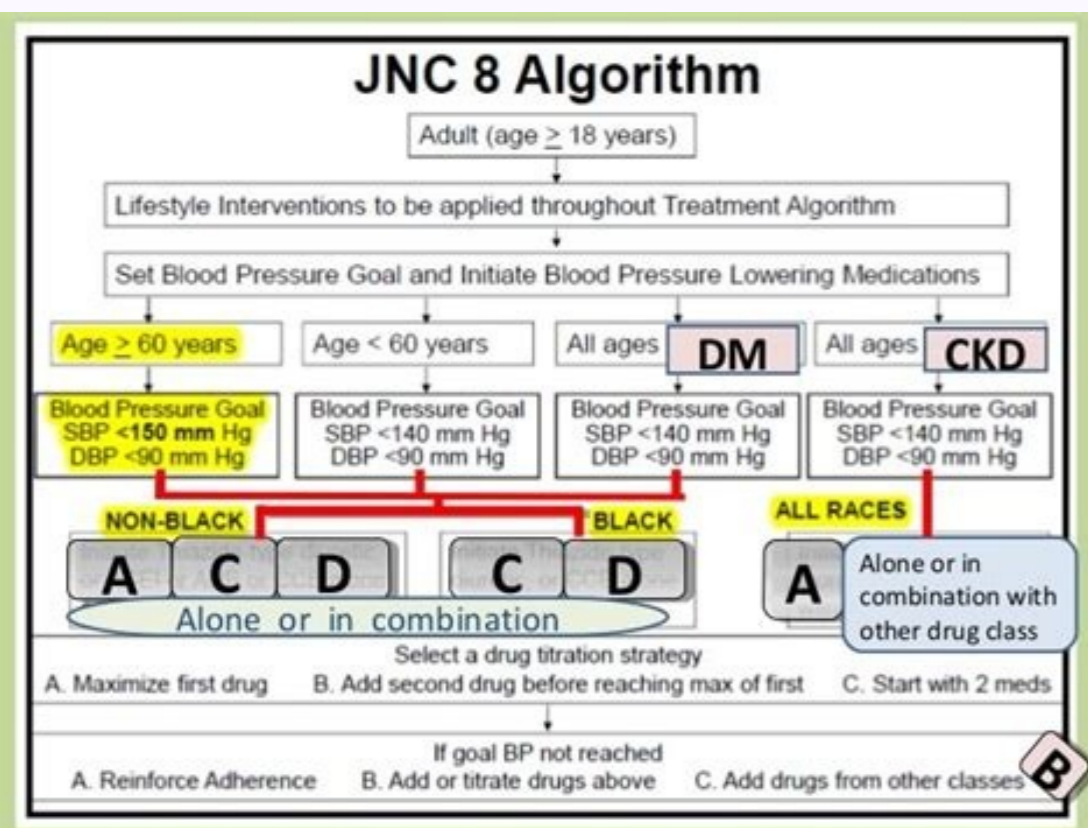 JNC 8 Algorithm
Adult (age ≥ 18 years)
Lifestyle Interventions to be applied throughout Treatment Algorithm
Set Blood Pressure Goal and Initiate Blood Pressure Lowering Medications
Age ≥ 60 years
Blood Pressure Goal
SBP <150 mm Hg
DBP <90 mm Hg
Age < 60 years
Blood Pressure Goal
SBP <140 mm Hg
DBP <90 mm Hg
All ages DM
Blood Pressure Goal
SBP <140 mm Hg
DBP <90 mm Hg
All ages CKD
Blood Pressure Goal
SBP <140 mm Hg
DBP <90 mm Hg
NON-BLACK
A C D
BLACK
C D
Alone or in combination
ALL RACES
A
Alone or in
combination with
other drug class
Select a drug titration strategy
A. Maximize first drug B. Add second drug before reaching max of first C. Start with 2 meds
If goal BP not reached
A. Reinforce Adherence B. Add or titrate drugs above C. Add drugs from other classes
B